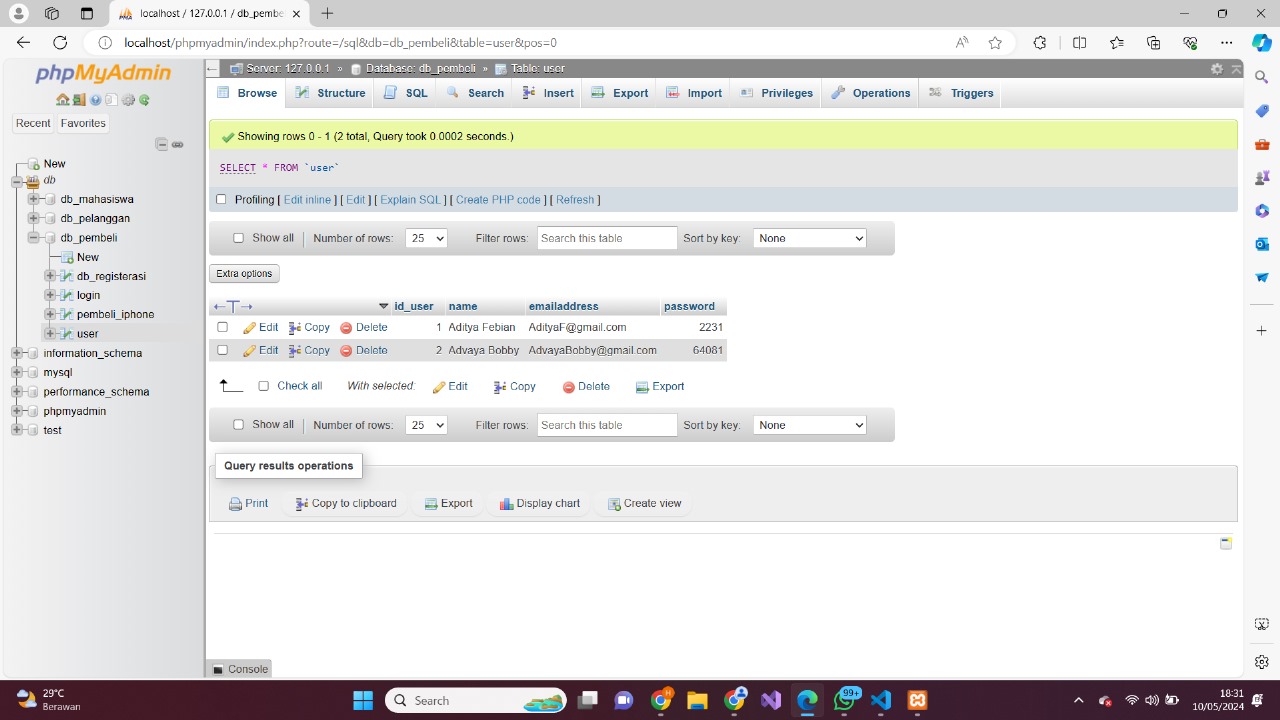 localhost / 127.0.0.1 / db_pembe
localhost/phpmyadmin/index.php?route=/sql&db=db_pembeli&table=user&pos=0
phpMyAdmin
Recent Favorites
New
db
db_mahasiswa
db_pelanggan
db_pembeli
New
db_registerasi
login
pembeli_iphone
user
information_schema
mysql
performance_schema
phpmyadmin
test
Server: 127.0.0.1 » Database: db_pembeli » Table: user
Browse Structure SQL Search Insert Export Import Privileges Operations Triggers
Showing rows 0 - 1 (2 total, Query took 0.0002 seconds.)
SELECT * FROM `user`
Profiling [ Edit inline ] [ Edit ] [ Explain SQL ] [ Create PHP code ] [ Refresh ]
Show all Number of rows: 25 Filter rows: Search this table Sort by key: None
Extra options
id_user name emailaddress password
Edit Copy Delete 1 Aditya Febian AdityaF@gmail.com 2231
Edit Copy Delete 2 Advaya Bobby AdvayaBobby@gmail.com 64081
Check all With selected: Edit Copy Delete Export
Show all Number of rows: 25 Filter rows: Search this table Sort by key: None
Query results operations
Print Copy to clipboard Export Display chart Create view
Console
29°C
Berawan
Search
99+
18:31
10/05/2024